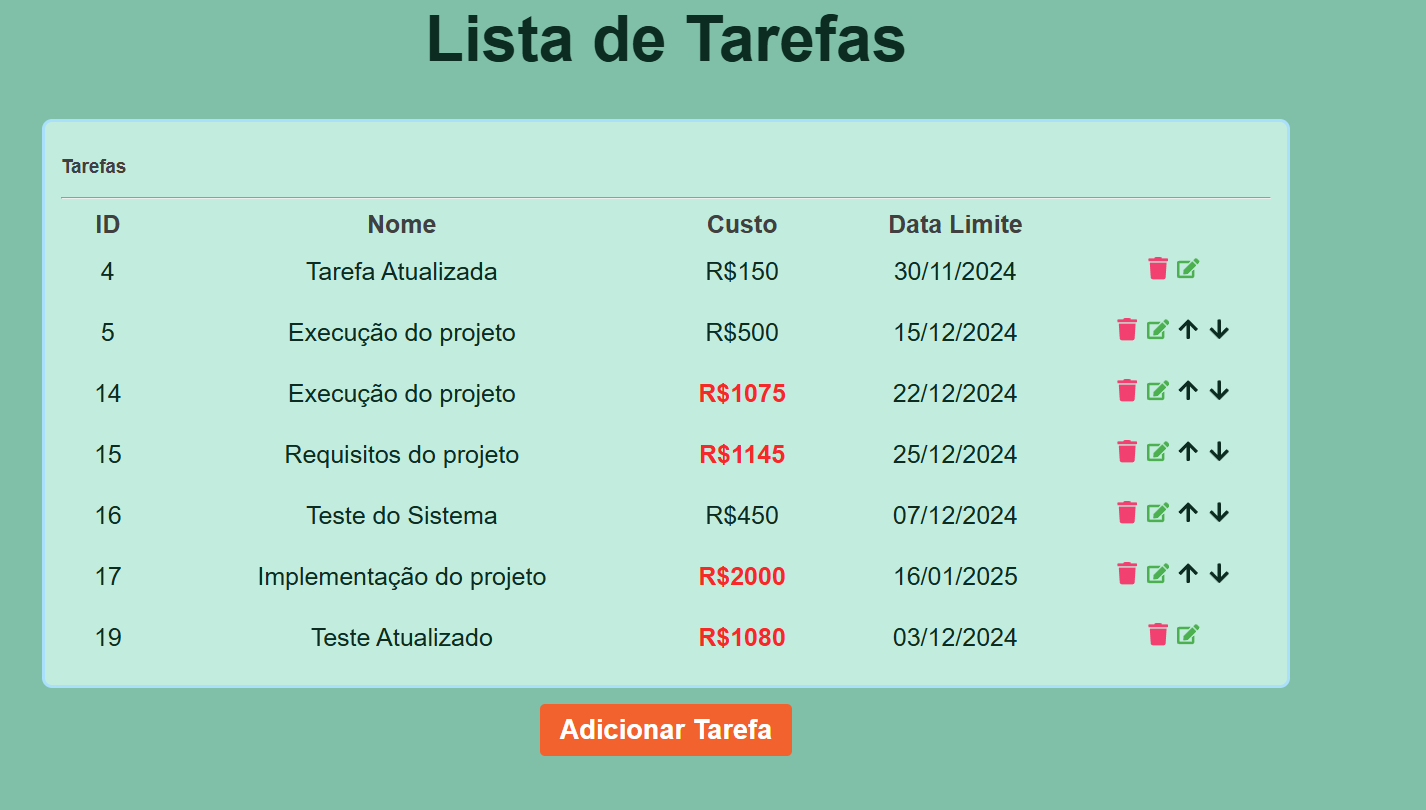 Lista de Tarefas
Tarefas
ID Nome Custo Data Limite
4 Tarefa Atualizada R$150 30/11/2024
5 Execução do projeto R$500 15/12/2024
14 Execução do projeto R$1075 22/12/2024
15 Requisitos do projeto R$1145 25/12/2024
16 Teste do Sistema R$450 07/12/2024
17 Implementação do projeto R$2000 16/01/2025
19 Teste Atualizado R$1080 03/12/2024
Adicionar Tarefa